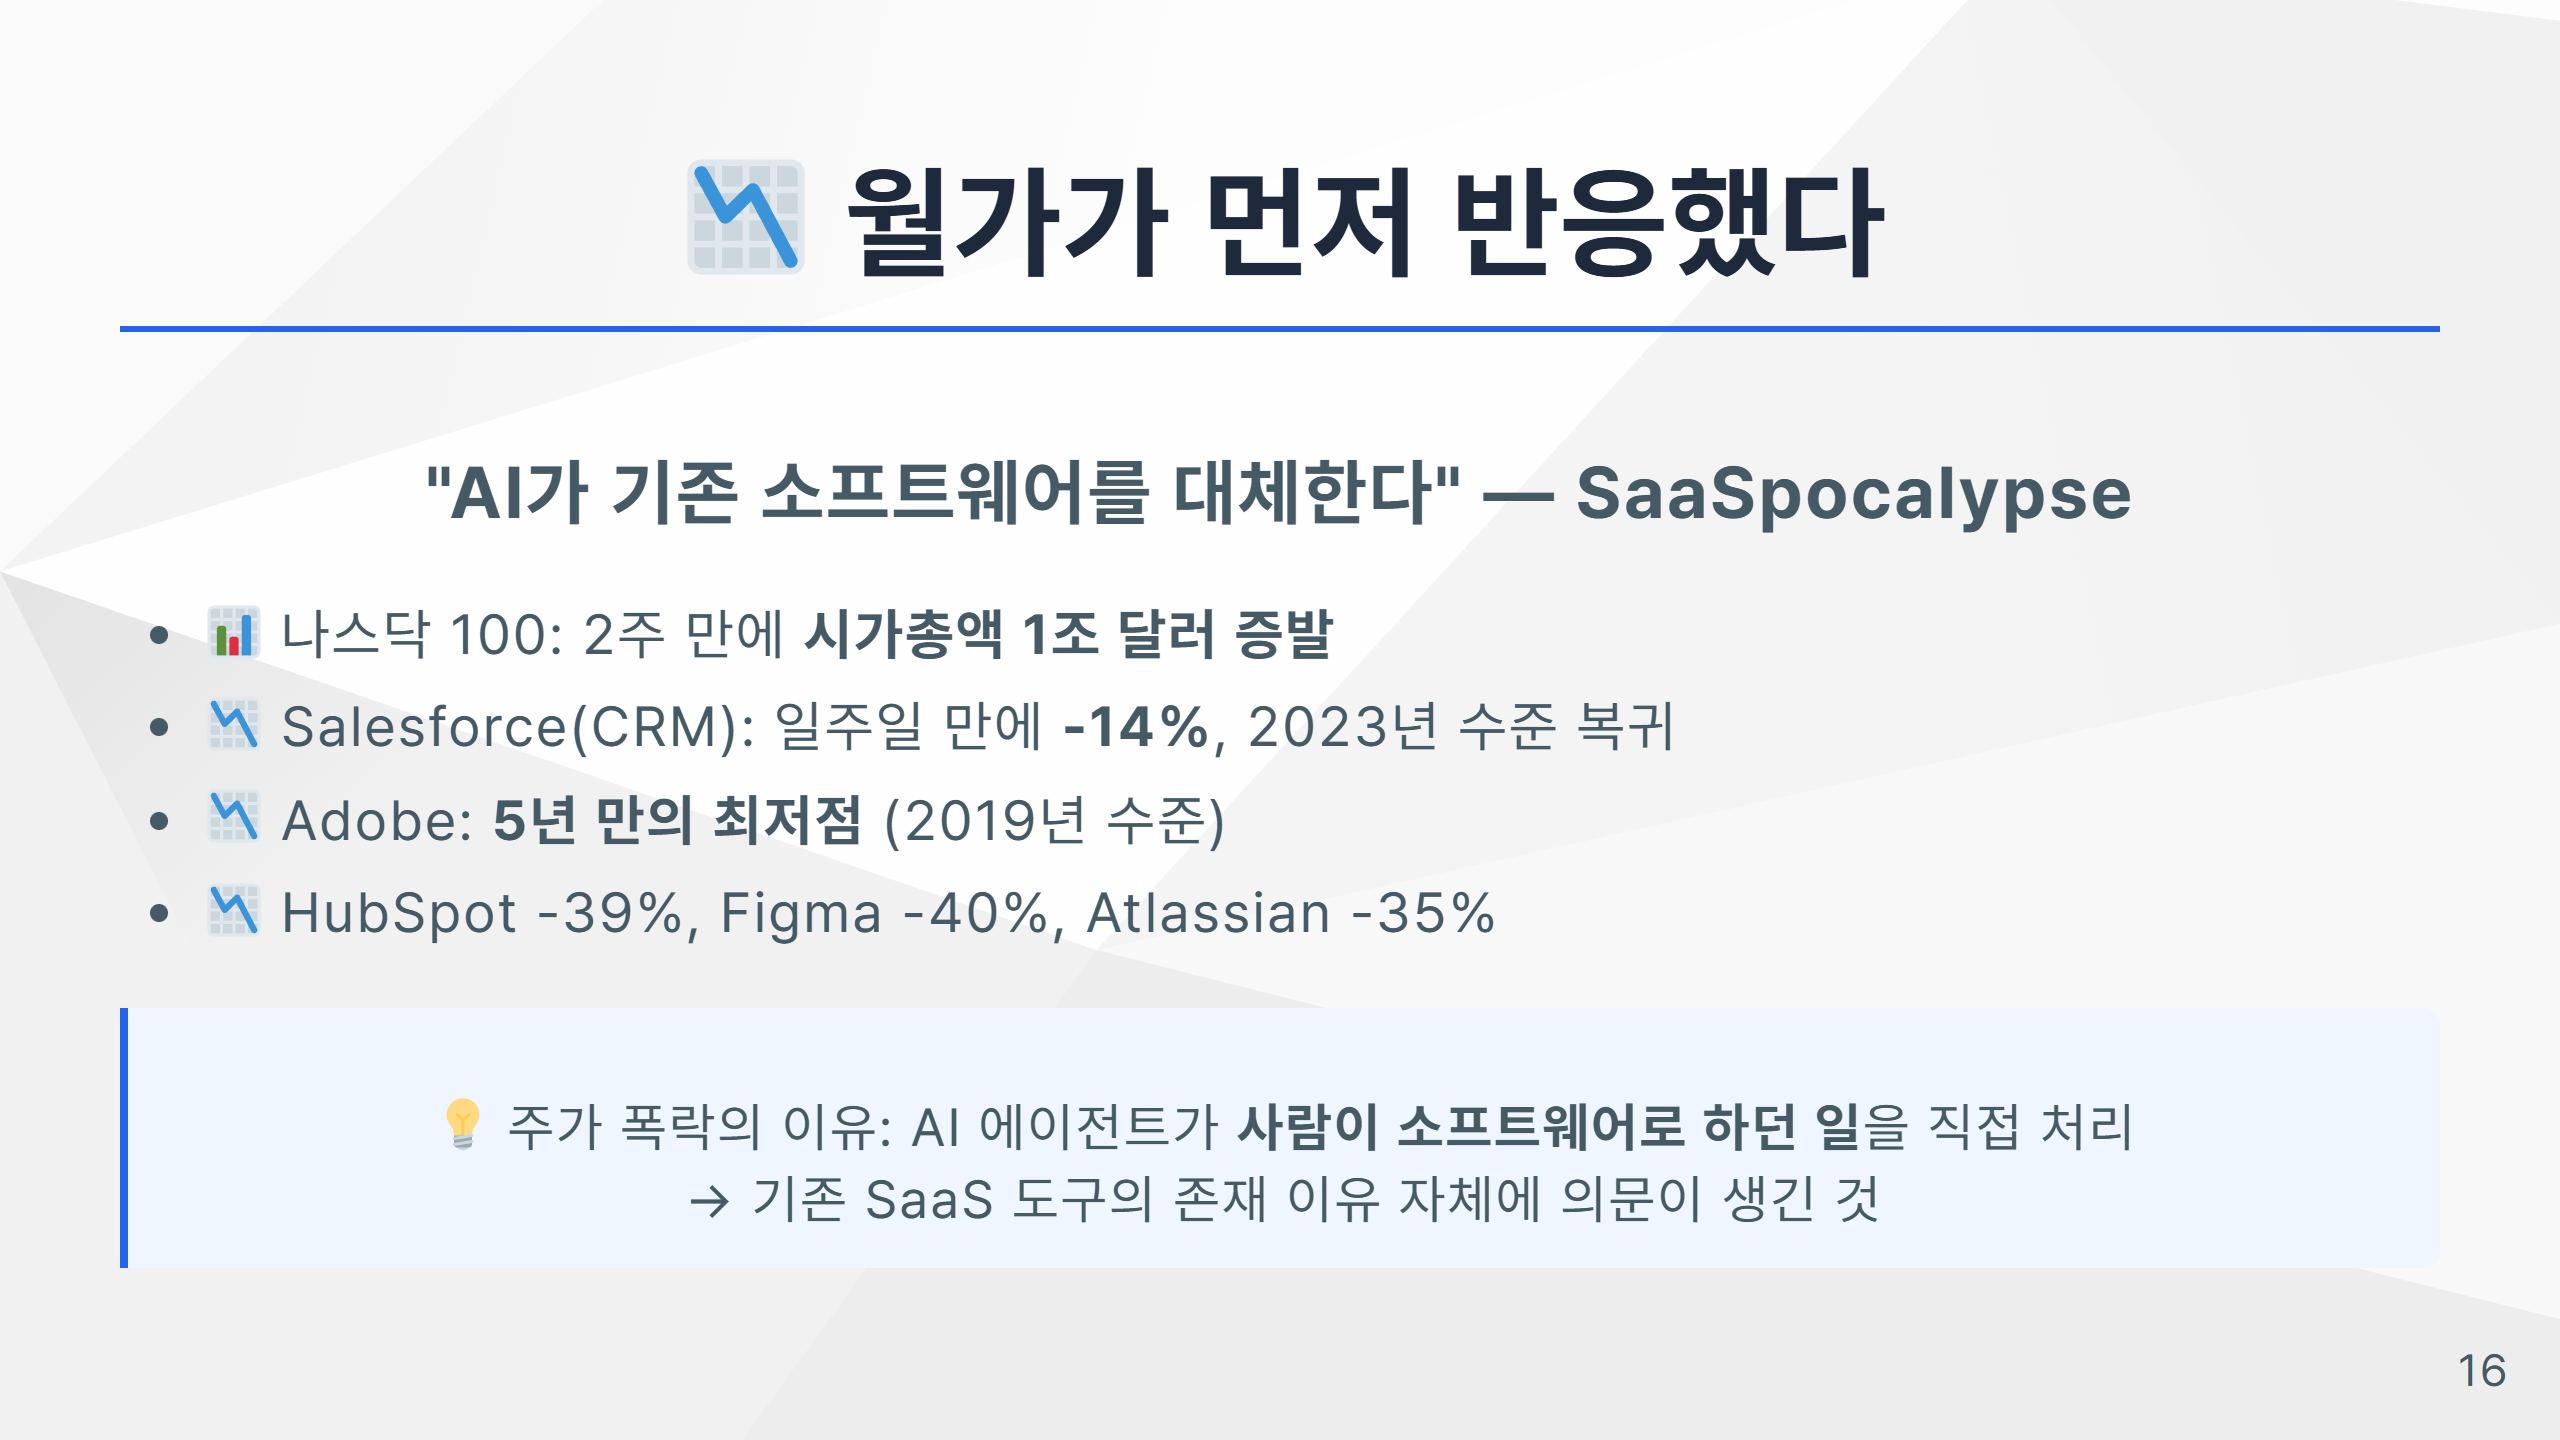 월가가 먼저 반응했다
"AI가 기존 소프트웨어를 대체한다" — SaaSpocalypse
• 나스닥 100: 2주 만에 시가총액 1조 달러 증발
• Salesforce(CRM): 일주일 만에 -14%, 2023년 수준 복귀
• Adobe: 5년 만의 최저점 (2019년 수준)
• HubSpot -39%, Figma -40%, Atlassian -35%
주가 폭락의 이유: AI 에이전트가 사람이 소프트웨어로 하던 일을 직접 처리
→ 기존 SaaS 도구의 존재 이유 자체에 의문이 생긴 것
16